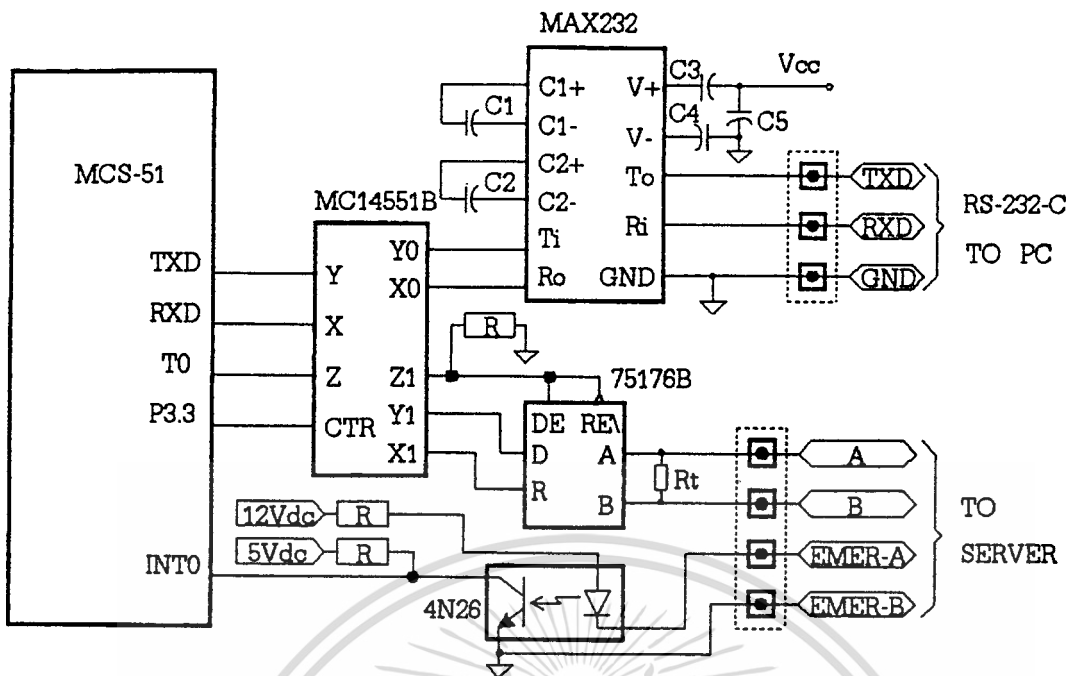 MAX232
C1+ V+ C3 Vcc
C1 C1- V- C4 C5
MCS-51
C2+ To TXD
C2 C2- Ri RXD RS-232-C
MC14551B
Ti GND GND TO PC
Ro
TXD Y Y0
X0
RXD X R
T0 Z Z1 75176B
P3.3 CTR Y1 DE RE\
X1 D A A
R B Rt B TO
12Vdc R
5Vdc R
INT0 EMER-A SERVER
4N26 EMER-B